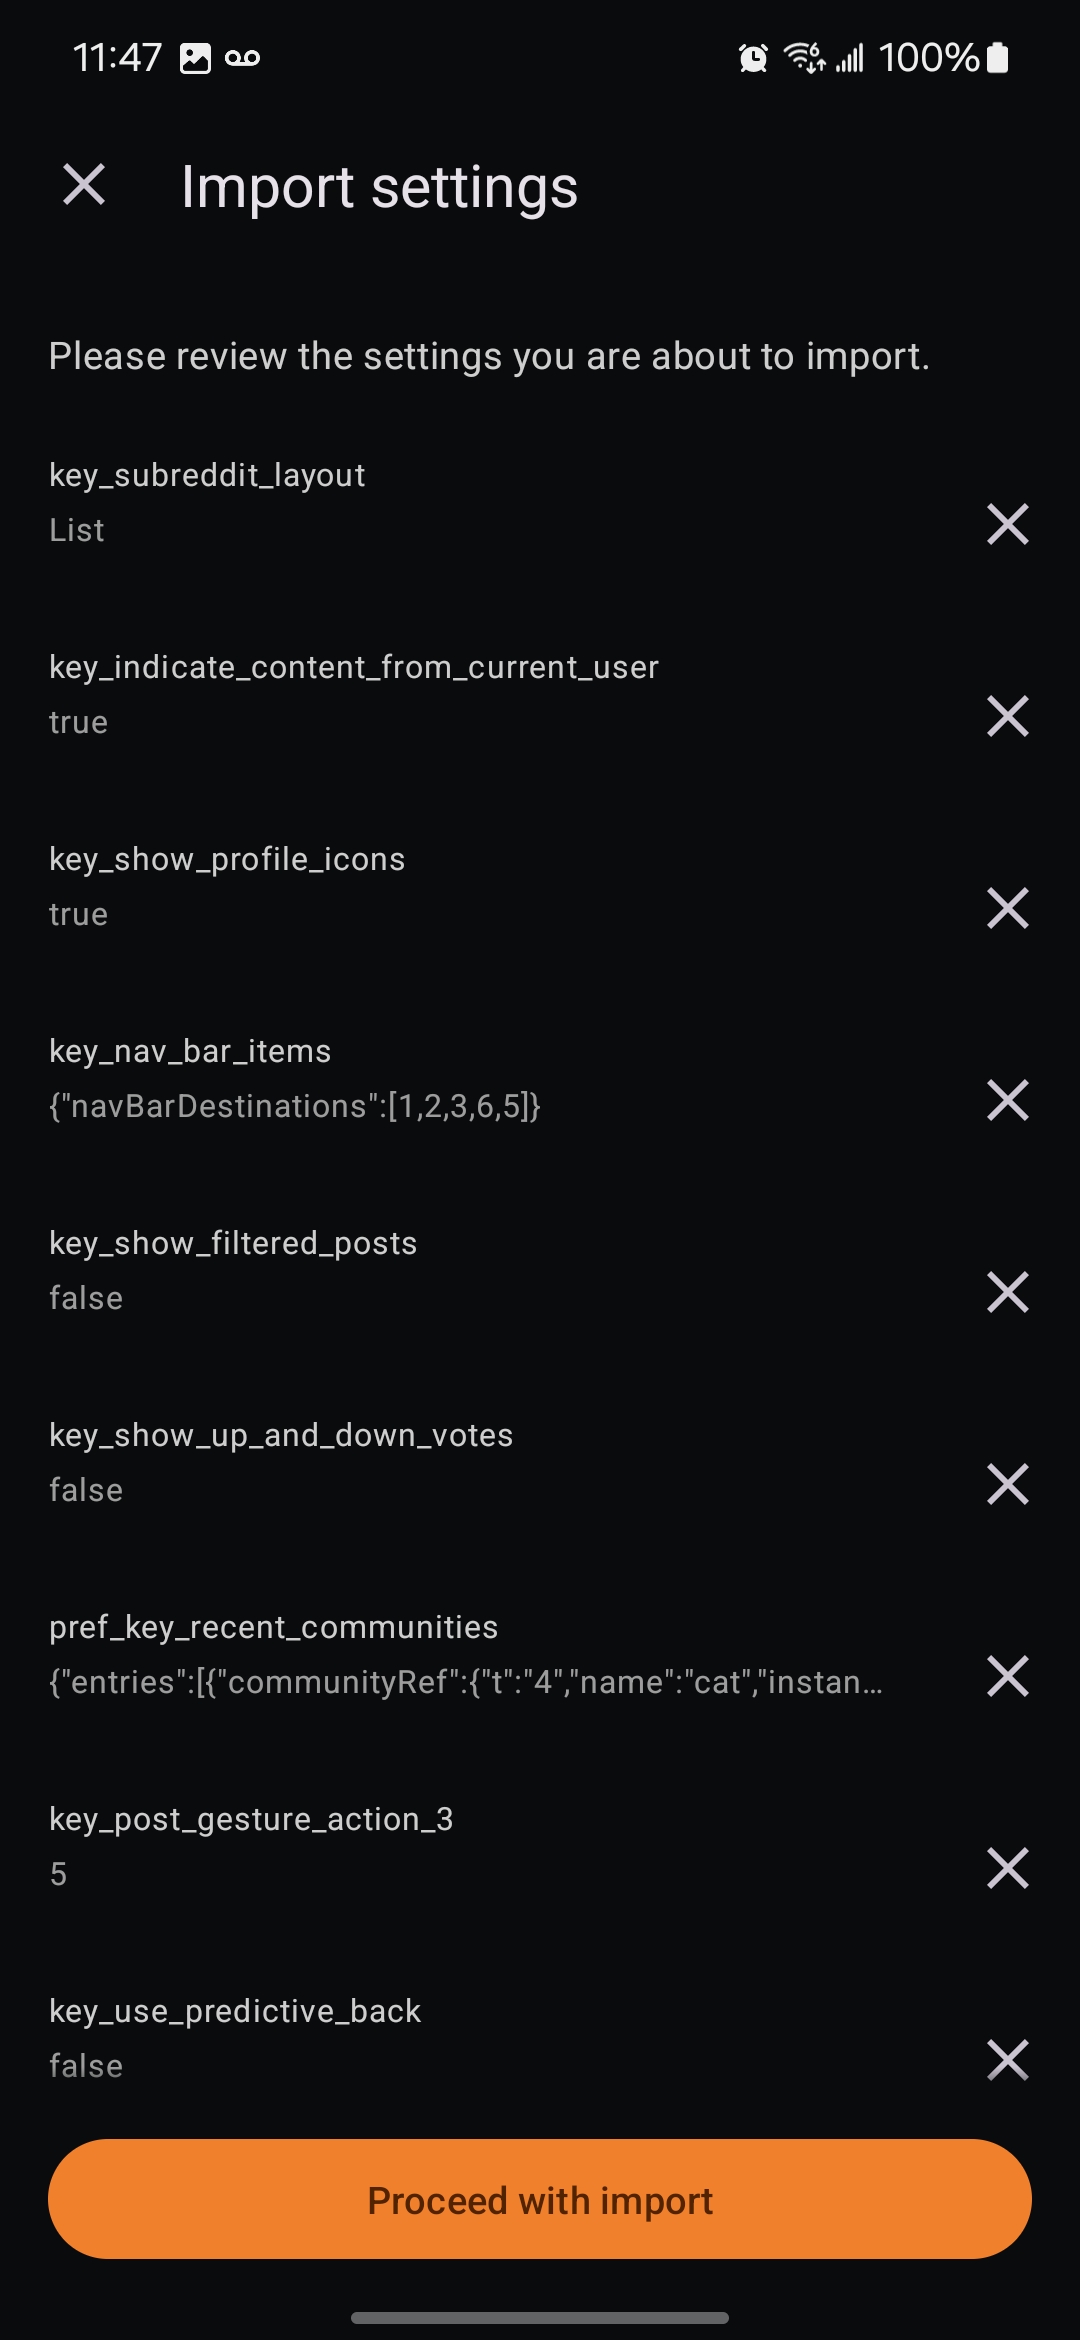 11:47
100%
Import settings
Please review the settings you are about to import.
key_subreddit_layout
List
key_indicate_content_from_current_user
true
key_show_profile_icons
true
key_nav_bar_items
{"navBarDestinations":[1,2,3,6,5]}
key_show_filtered_posts
false
key_show_up_and_down_votes
false
pref_key_recent_communities
{"entries":[{"communityRef":{"t":"4","name":"cat","instan…
key_post_gesture_action_3
5
key_use_predictive_back
false
Proceed with import